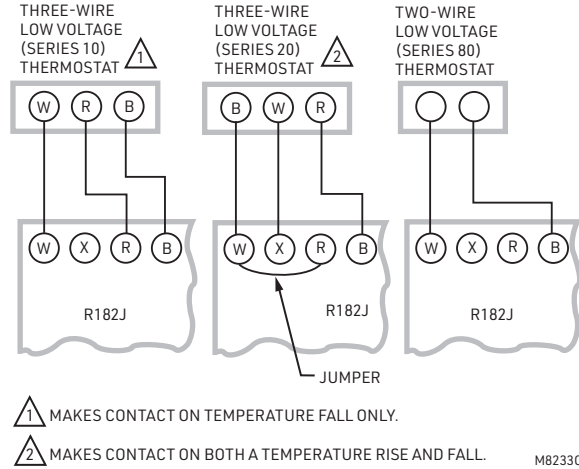 THREE-WIRE
LOW VOLTAGE
(SERIES 10)
THERMOSTAT
1
THREE-WIRE
LOW VOLTAGE
(SERIES 20)
THERMOSTAT
2
TWO-WIRE
LOW VOLTAGE
(SERIES 80)
THERMOSTAT
W R B
B W R
W X R B
W X R B
W X R B
R182J
R182J
R182J
JUMPER
1 MAKES CONTACT ON TEMPERATURE FALL ONLY.
2 MAKES CONTACT ON BOTH A TEMPERATURE RISE AND FALL.